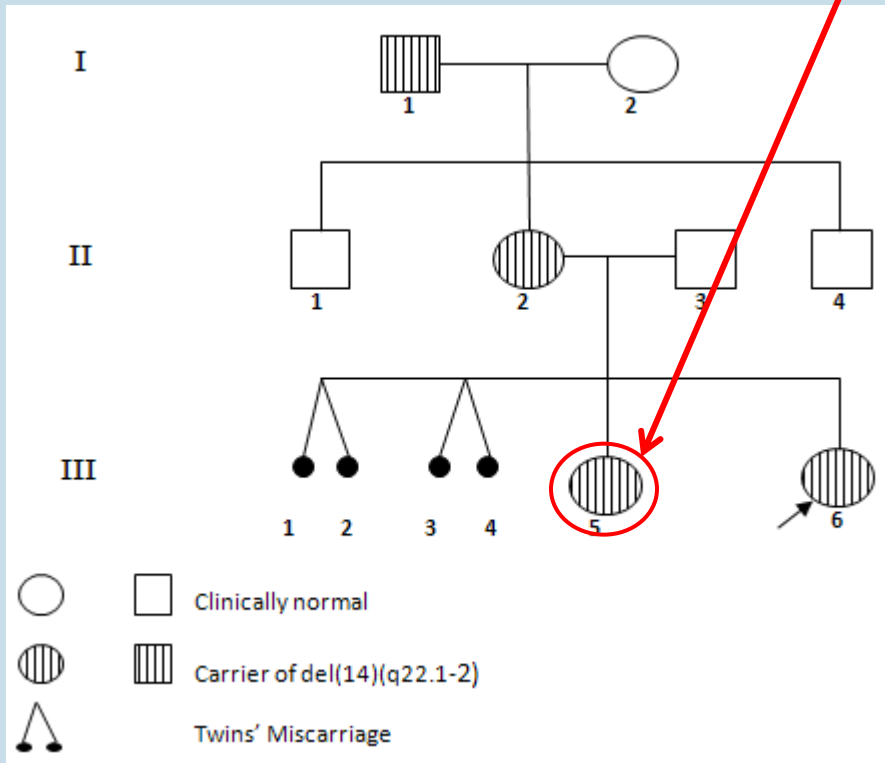 I
1 2
II
1 2 3 4
III
1 2 3 4 5 6
Clinically normal
Carrier of del(14)(q22.1-2)
Twins' Miscarriage